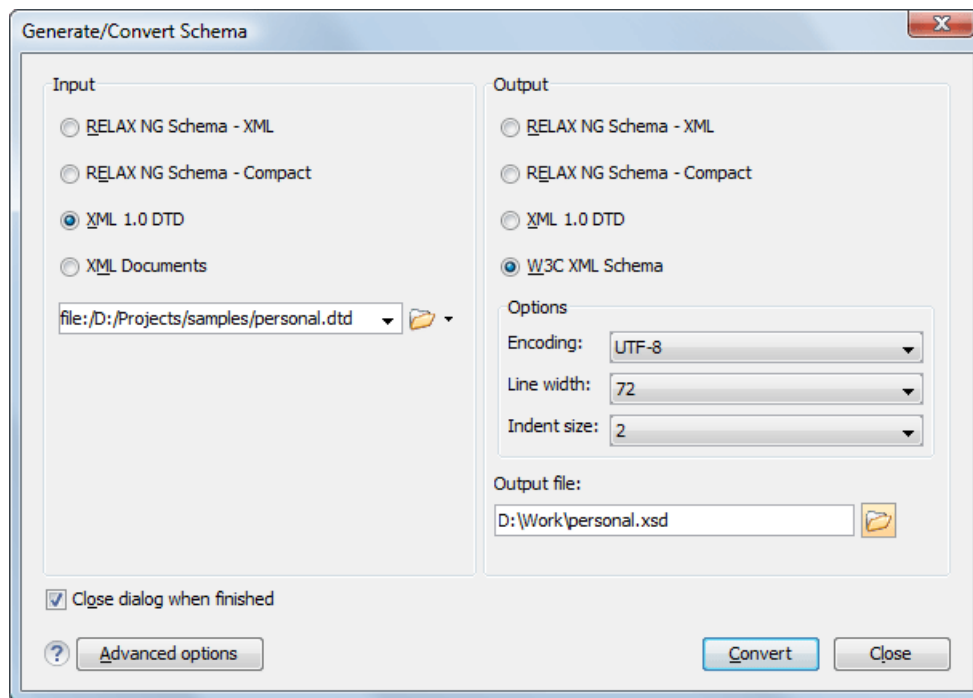 Generate/Convert Schema
Input
RELAX NG Schema - XML
RELAX NG Schema - Compact
XML 1.0 DTD
XML Documents
file:/D:/Projects/samples/personal.dtd
Output
RELAX NG Schema - XML
RELAX NG Schema - Compact
XML 1.0 DTD
W3C XML Schema
Options
Encoding: UTF-8
Line width: 72
Indent size: 2
Output file:
D:\Work\personal.xsd
Close dialog when finished
? Advanced options Convert Close